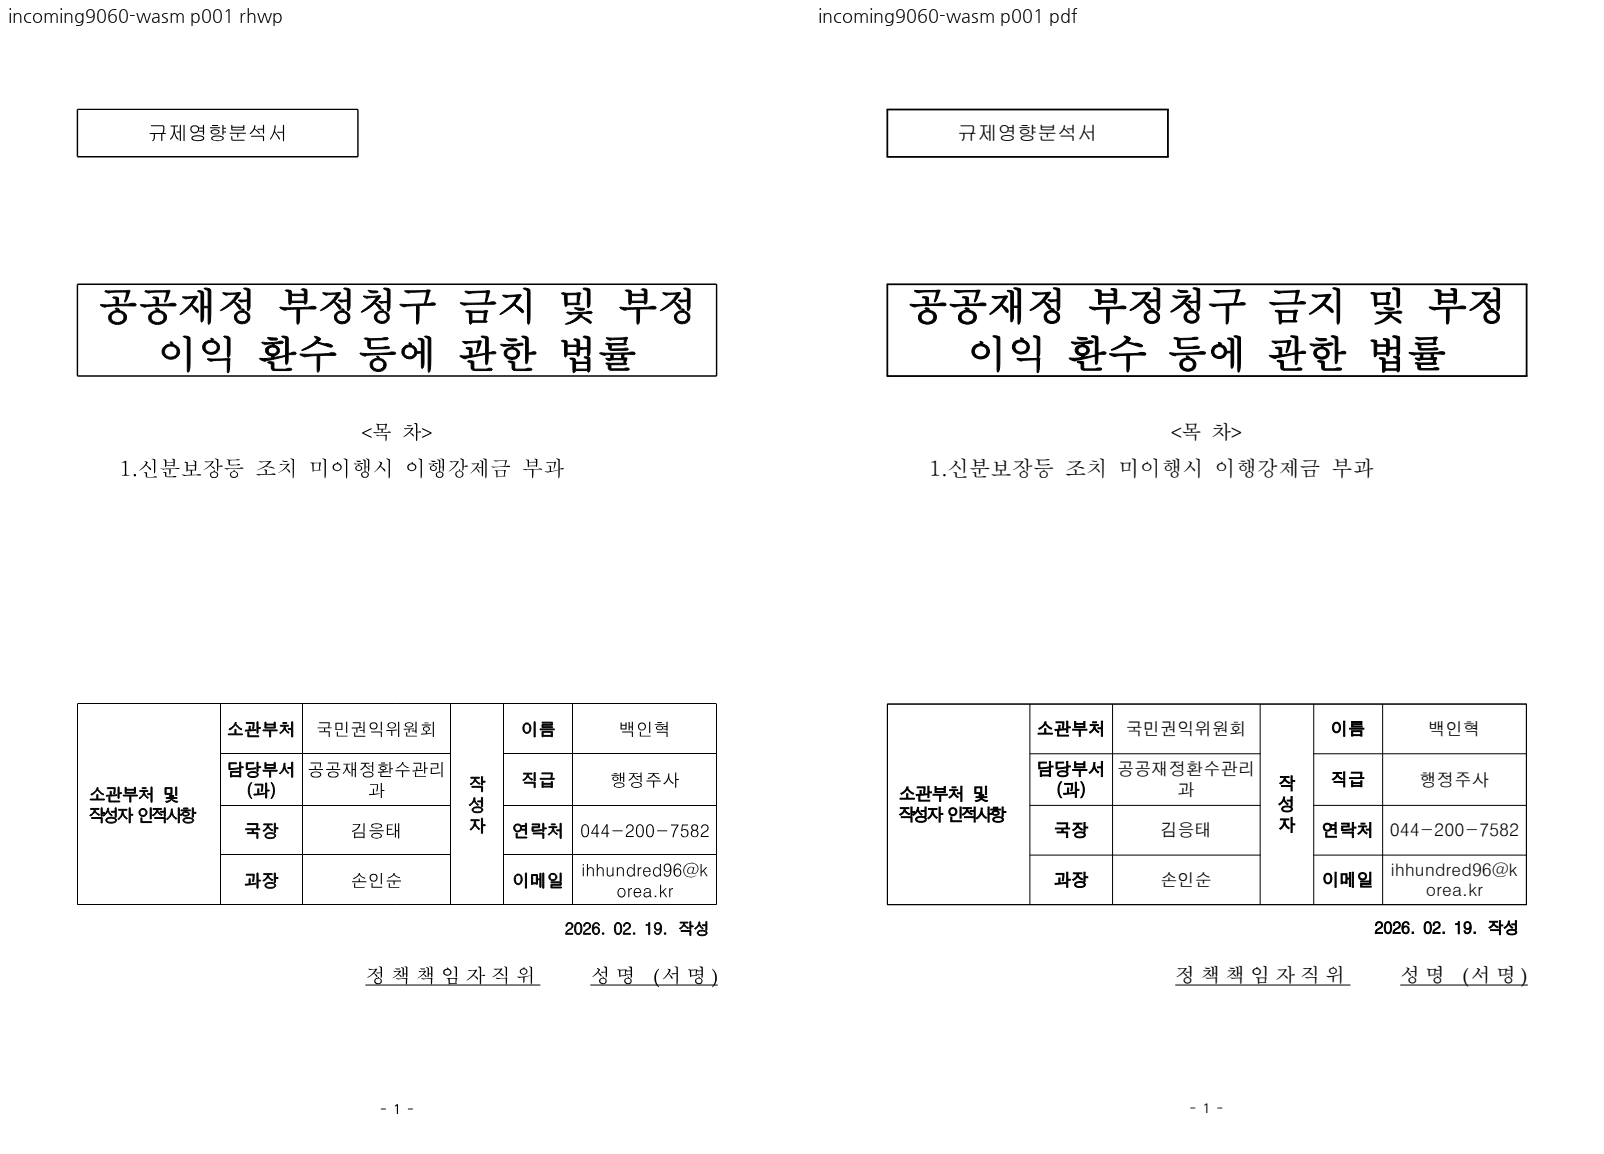 incoming9060-wasm p001 rhwp
규제영향분석서
공공재정 부정청구 금지 및 부정
이익 환수 등에 관한 법률
<목 차>
1.신분보장등 조치 미이행시 이행강제금 부과
소관부처 및
작성자 인적사항
소관부처
국민권익위원회
담당부서
(과)
공공재정환수관리
과
국장
김응태
과장
손인순
작
성
자
이름
백인혁
직급
행정주사
연락처
044-200-7582
이메일
ihhundred96@k
orea.kr
2026. 02. 19. 작성
정책책임자직위 성명 (서명)
- 1 -
incoming9060-wasm p001 pdf
규제영향분석서
공공재정 부정청구 금지 및 부정
이익 환수 등에 관한 법률
<목 차>
1.신분보장등 조치 미이행시 이행강제금 부과
소관부처 및
작성자 인적사항
소관부처
국민권익위원회
담당부서
(과)
공공재정환수관리
과
국장
김응태
과장
손인순
작
성
자
이름
백인혁
직급
행정주사
연락처
044-200-7582
이메일
ihhundred96@k
orea.kr
2026. 02. 19. 작성
정책책임자직위 성명 (서명)
- 1 -